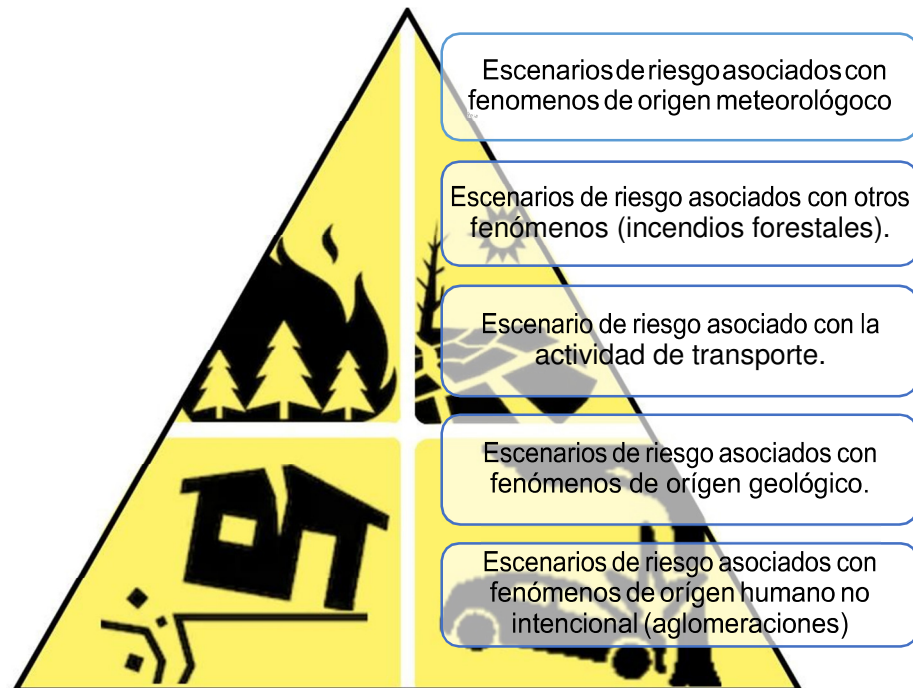 Escenarios de riesgo asociados con
fenomenos de origen meteorológoco
Escenarios de riesgo asociados con otros
fenómenos (incendios forestales).
Escenario de riesgo asociado con la
actividad de transporte.
Escenarios de riesgo asociados con
fenómenos de orígen geológico.
Escenarios de riesgo asociados con
fenómenos de orígen humano no
intencional (aglomeraciones)